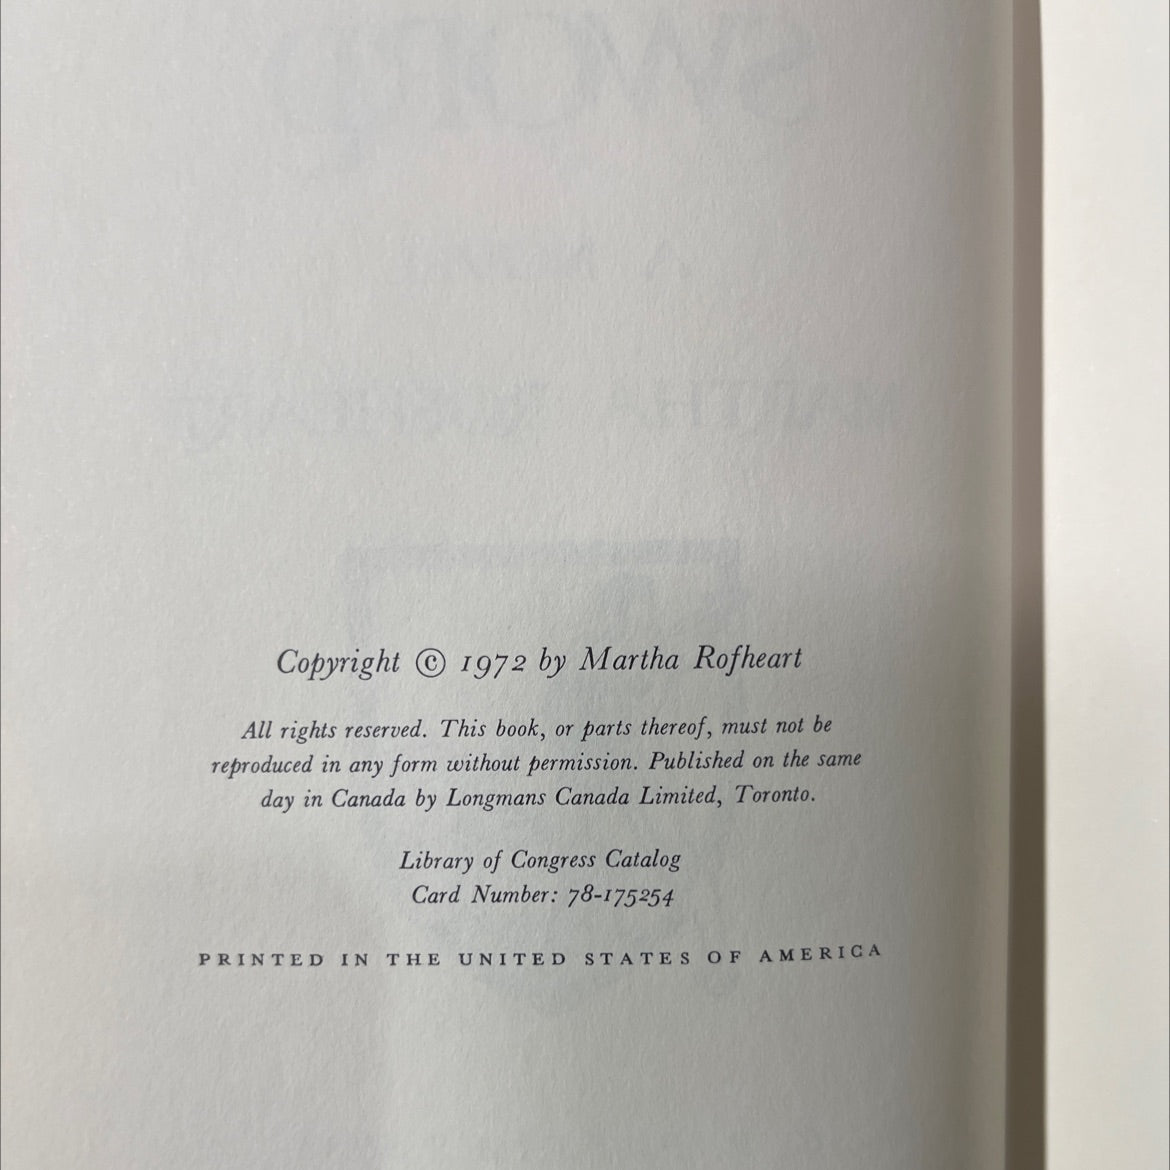 Copyright © 1972 by Martha Rofheart
All rights reserved. This book, or parts thereof, must not be
reproduced in any form without permission. Published on the same
day in Canada by Longmans Canada Limited, Toronto.
Library of Congress Catalog
Card Number: 78-175254
PRINTED IN THE UNITED STATES OF AMERICA